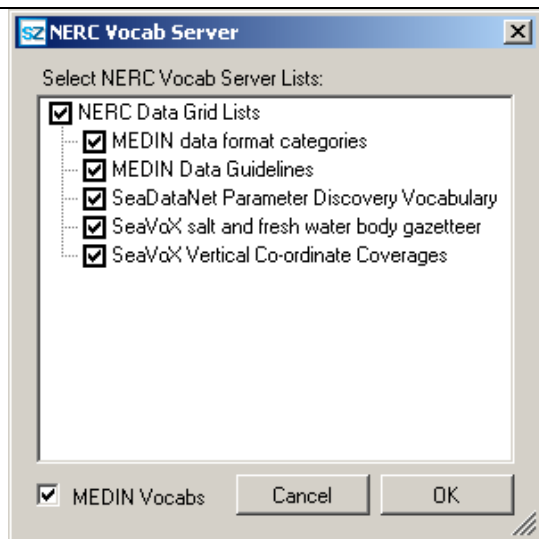 SZ NERC Vocab Server
Select NERC Vocab Server Lists:
NERC Data Grid Lists
MEDIN data format categories
MEDIN Data Guidelines
SeaDataNet Parameter Discovery Vocabulary
SeaVoX salt and fresh water body gazetteer
SeaVoX Vertical Co-ordinate Coverages
MEDIN Vocabs Cancel OK